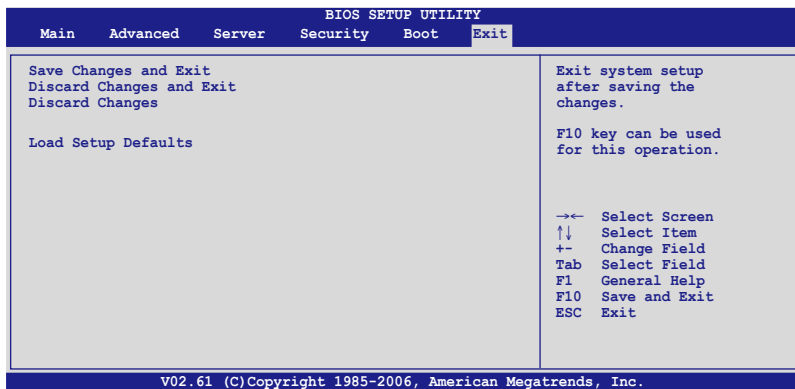 BIOS SETUP UTILITY
Main Advanced Server Security Boot Exit
Save Changes and Exit
Discard Changes and Exit
Discard Changes
Load Setup Defaults
Exit system setup
after saving the
changes.
F10 key can be used
for this operation.
→← Select Screen
↑↓ Select Item
+- Change Field
Tab Select Field
F1 General Help
F10 Save and Exit
ESC Exit
V02.61 (C)Copyright 1985-2006, American Megatrends, Inc.